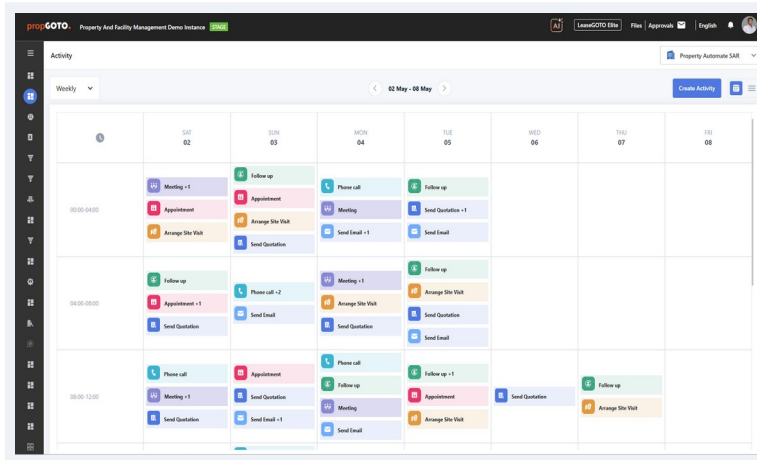 propGOTO. Property And Facility Management Demo Instance STAGE
AI LeaseGOTO Elite Files Approvals English
Activity
Property Automate SAR
Weekly
02 May - 08 May
Create Activity
SAT SUN MON TUE WED THU FRI
02 03 04 05 06 07 08
00:00-04:00
Meeting +1
Appointment
Arrange Site Visit
Follow up
Appointment
Arrange Site Visit
Send Quotation
Phone call
Meeting
Send Email +1
Follow up
Send Quotation +1
Send Email
04:00-08:00
Follow up
Appointment +1
Send Quotation
Phone call +2
Send Email
Meeting +1
Arrange Site Visit
Send Quotation
Follow up
Arrange Site Visit
Send Quotation
Send Email
08:00-12:00
Phone call
Meeting +1
Send Quotation
Appointment
Send Quotation
Send Email +1
Phone call
Follow up
Meeting
Send Email
Follow up +1
Appointment
Arrange Site Visit
Send Quotation
Follow up
Arrange Site Visit